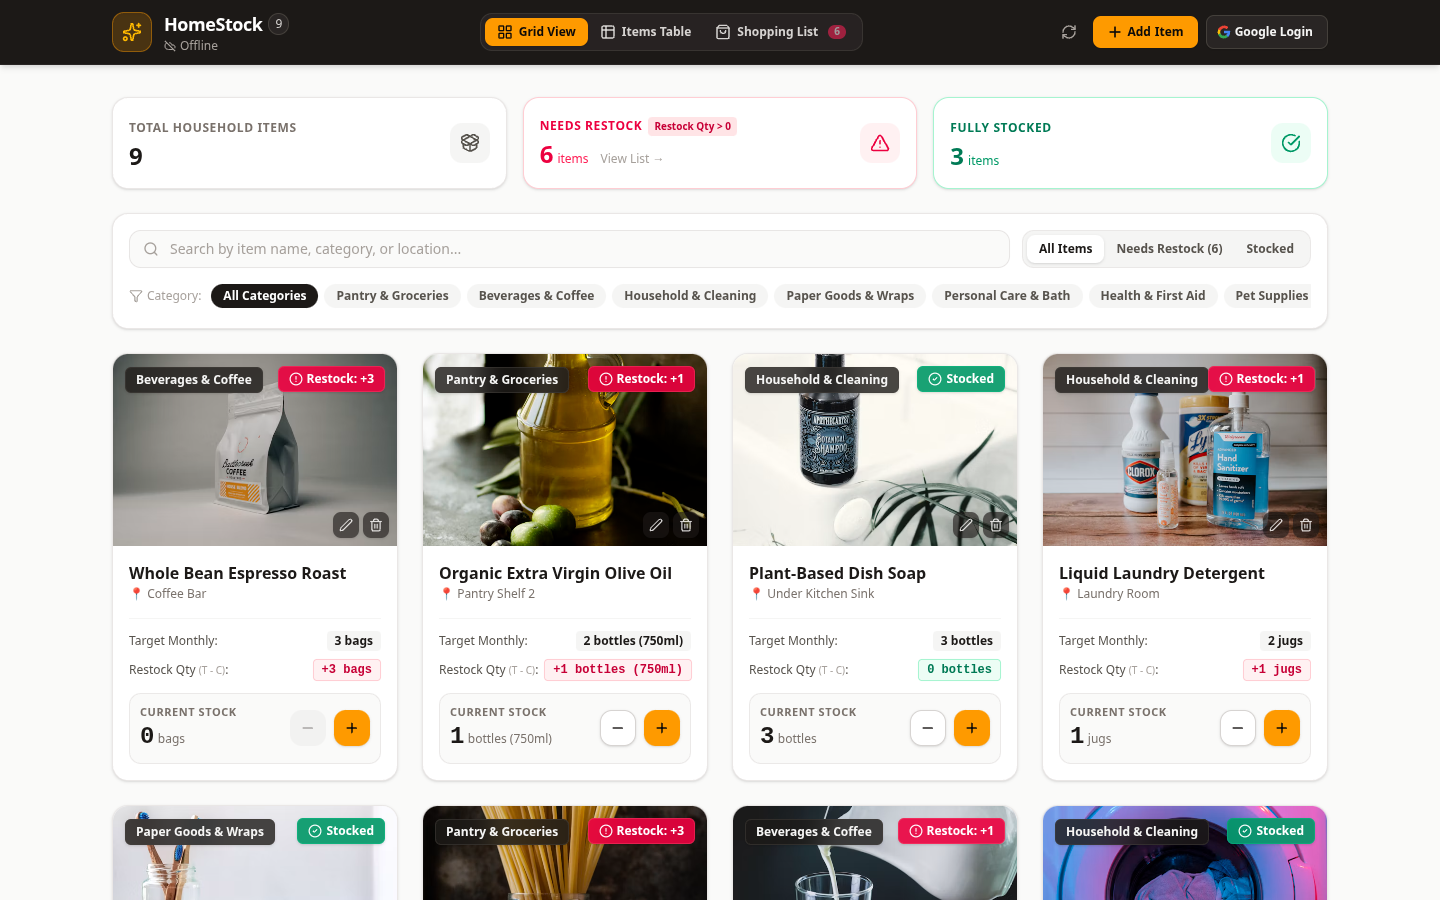 HomeStock 9
Offline
Grid View
Items Table
Shopping List 6
Add Item
Google Login
TOTAL HOUSEHOLD ITEMS
9
NEEDS RESTOCK Restock Qty > 0
6 items View List →
FULLY STOCKED
3 items
Search by item name, category, or location...
All Items Needs Restock (6) Stocked
Category: All Categories Pantry & Groceries Beverages & Coffee Household & Cleaning Paper Goods & Wraps Personal Care & Bath Health & First Aid Pet Supplies
Beverages & Coffee Restock: +3
COFFEE
Whole Bean Espresso Roast
📍 Coffee Bar
Target Monthly: 3 bags
Restock Qty (T - C): +3 bags
CURRENT STOCK
0 bags
Pantry & Groceries Restock: +1
Organic Extra Virgin Olive Oil
📍 Pantry Shelf 2
Target Monthly: 2 bottles (750ml)
Restock Qty (T - C): +1 bottles (750ml)
CURRENT STOCK
1 bottles (750ml)
Household & Cleaning Stocked
APOTHECARY
BOTANICAL
SHAMPOO
Plant-Based Dish Soap
📍 Under Kitchen Sink
Target Monthly: 3 bottles
Restock Qty (T - C): 0 bottles
CURRENT STOCK
3 bottles
Household & Cleaning Restock: +1
CLOROX
Hand
Sanitizer
Liquid Laundry Detergent
📍 Laundry Room
Target Monthly: 2 jugs
Restock Qty (T - C): +1 jugs
CURRENT STOCK
1 jugs
Paper Goods & Wraps Stocked
Pantry & Groceries Restock: +3
Beverages & Coffee Restock: +1
Household & Cleaning Stocked